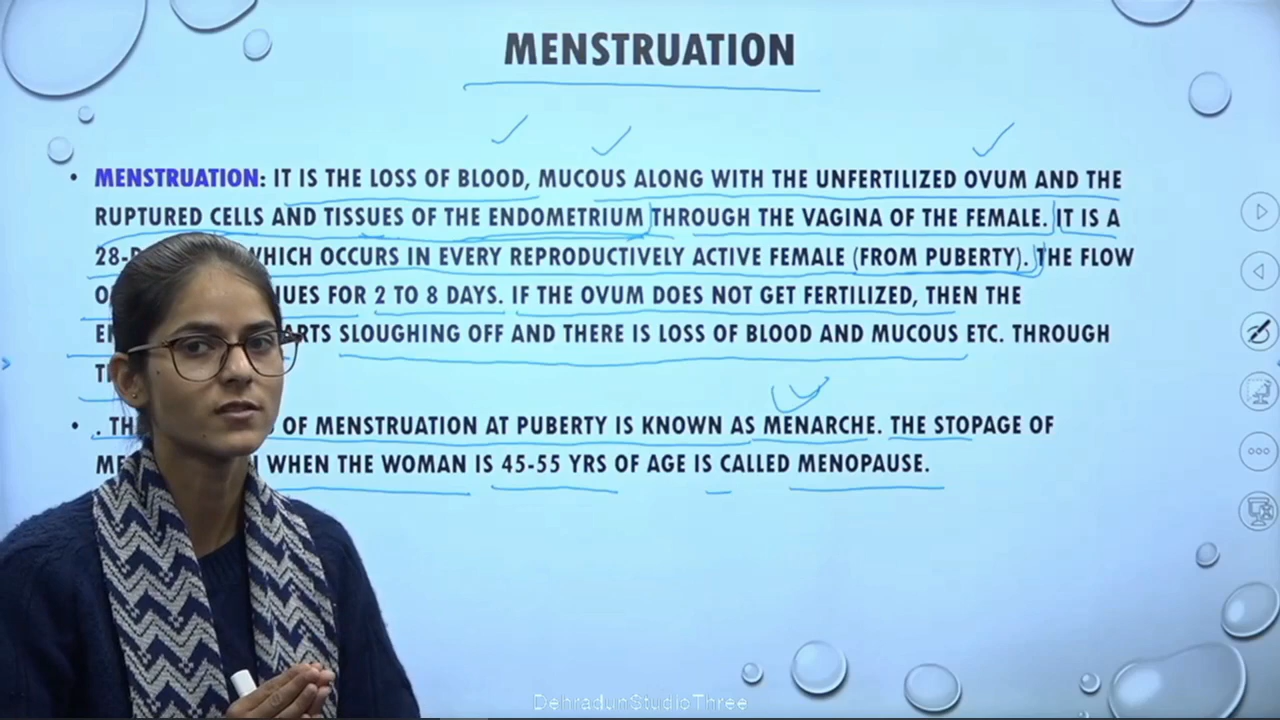 MENSTRUATION
• MENSTRUATION: IT IS THE LOSS OF BLOOD, MUCOUS ALONG WITH THE UNFERTILIZED OVUM AND THE
RUPTURED CELLS AND TISSUES OF THE ENDOMETRIUM THROUGH THE VAGINA OF THE FEMALE. IT IS A
28- WHICH OCCURS IN EVERY REPRODUCTIVELY ACTIVE FEMALE (FROM PUBERTY). THE FLOW
FOR 2 TO 8 DAYS. IF THE OVUM DOES NOT GET FERTILIZED, THEN THE
SLOUGHING OFF AND THERE IS LOSS OF BLOOD AND MUCOUS ETC. THROUGH
• . OF MENSTRUATION AT PUBERTY IS KNOWN AS MENARCHE. THE STOPAGE OF
WHEN THE WOMAN IS 45-55 YRS OF AGE IS CALLED MENOPAUSE.
DehradunStudioThree